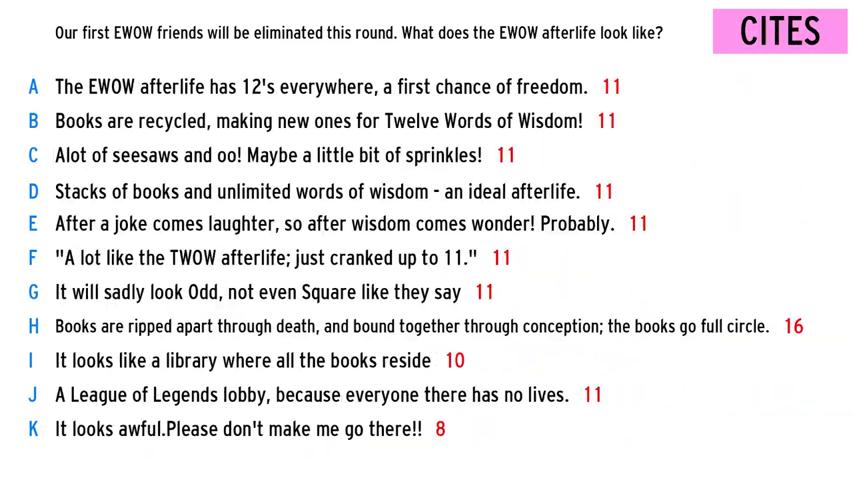 Our first EWOW friends will be eliminated this round. What does the EWOW afterlife look like?
CITES
A The EWOW afterlife has 12's everywhere, a first chance of freedom. 11
B Books are recycled, making new ones for Twelve Words of Wisdom! 11
C Alot of seesaws and oo! Maybe a little bit of sprinkles! 11
D Stacks of books and unlimited words of wisdom - an ideal afterlife. 11
E After a joke comes laughter, so after wisdom comes wonder! Probably. 11
F "A lot like the TWOW afterlife; just cranked up to 11." 11
G It will sadly look Odd, not even Square like they say 11
H Books are ripped apart through death, and bound together through conception; the books go full circle. 16
I It looks like a library where all the books reside 10
J A League of Legends lobby, because everyone there has no lives. 11
K It looks awful.Please don't make me go there!! 8